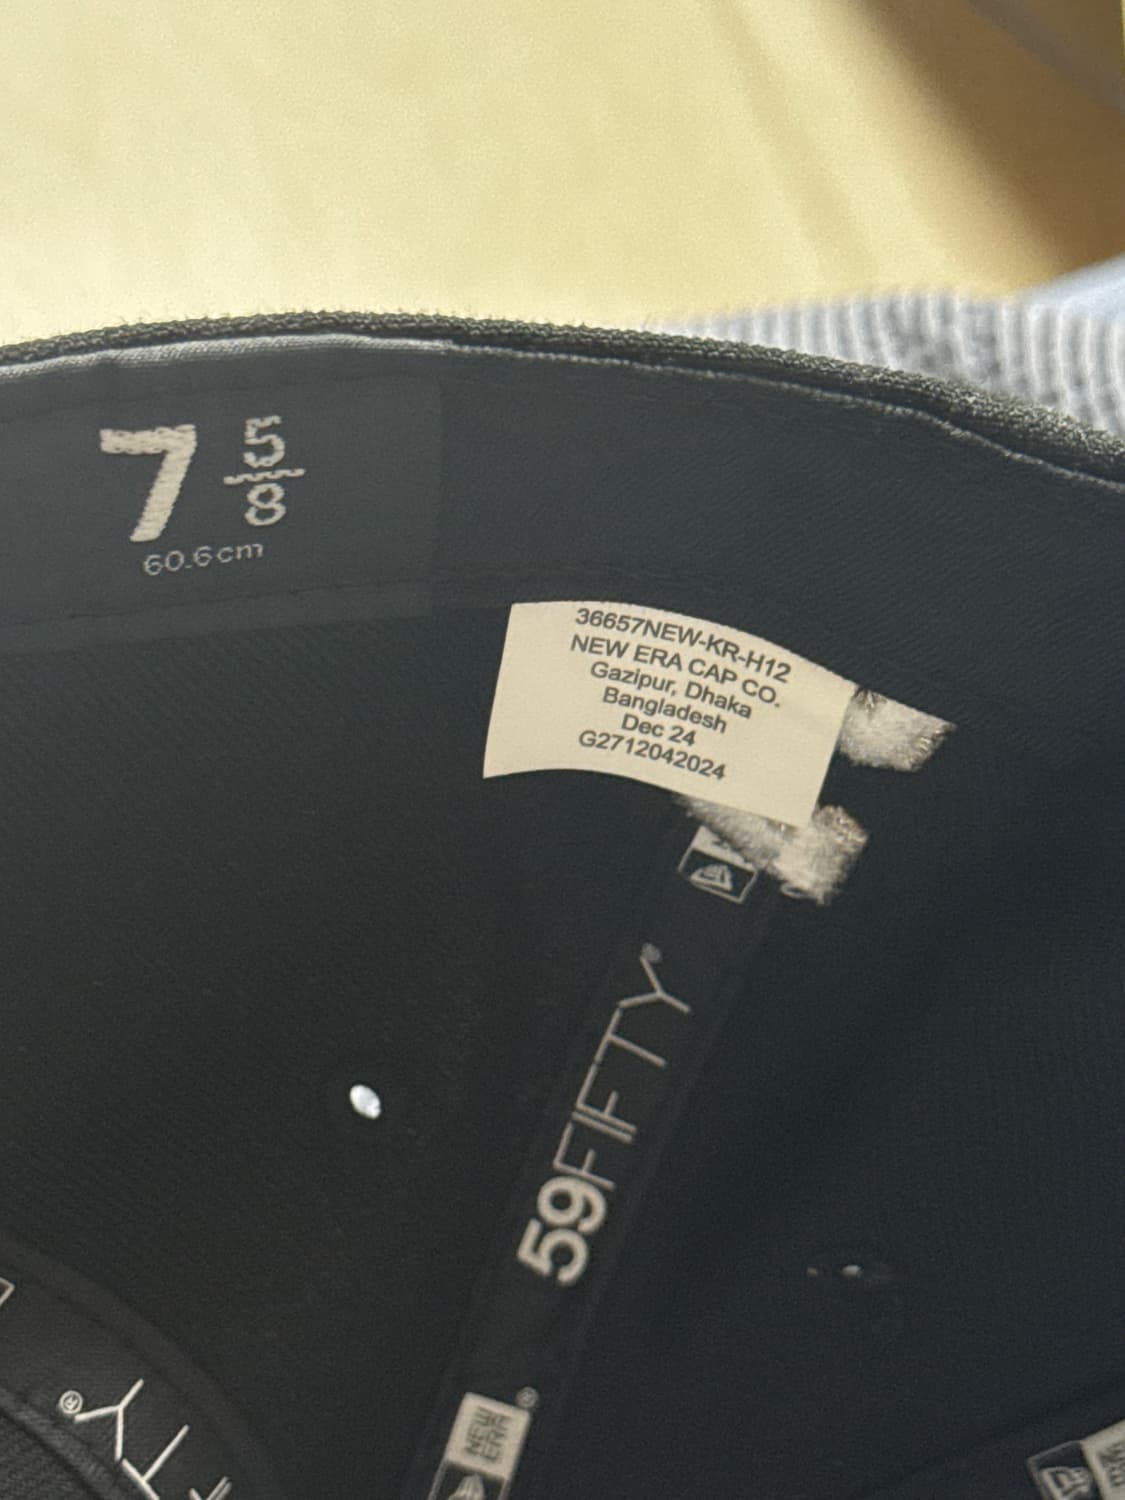 7 5/8
60.6cm
36657NEW-KR-H12
NEW ERA CAP CO.
Gazipur, Dhaka
Bangladesh
Dec 24
G2712042024
59FIFTY®
NEW ERA®
TY®